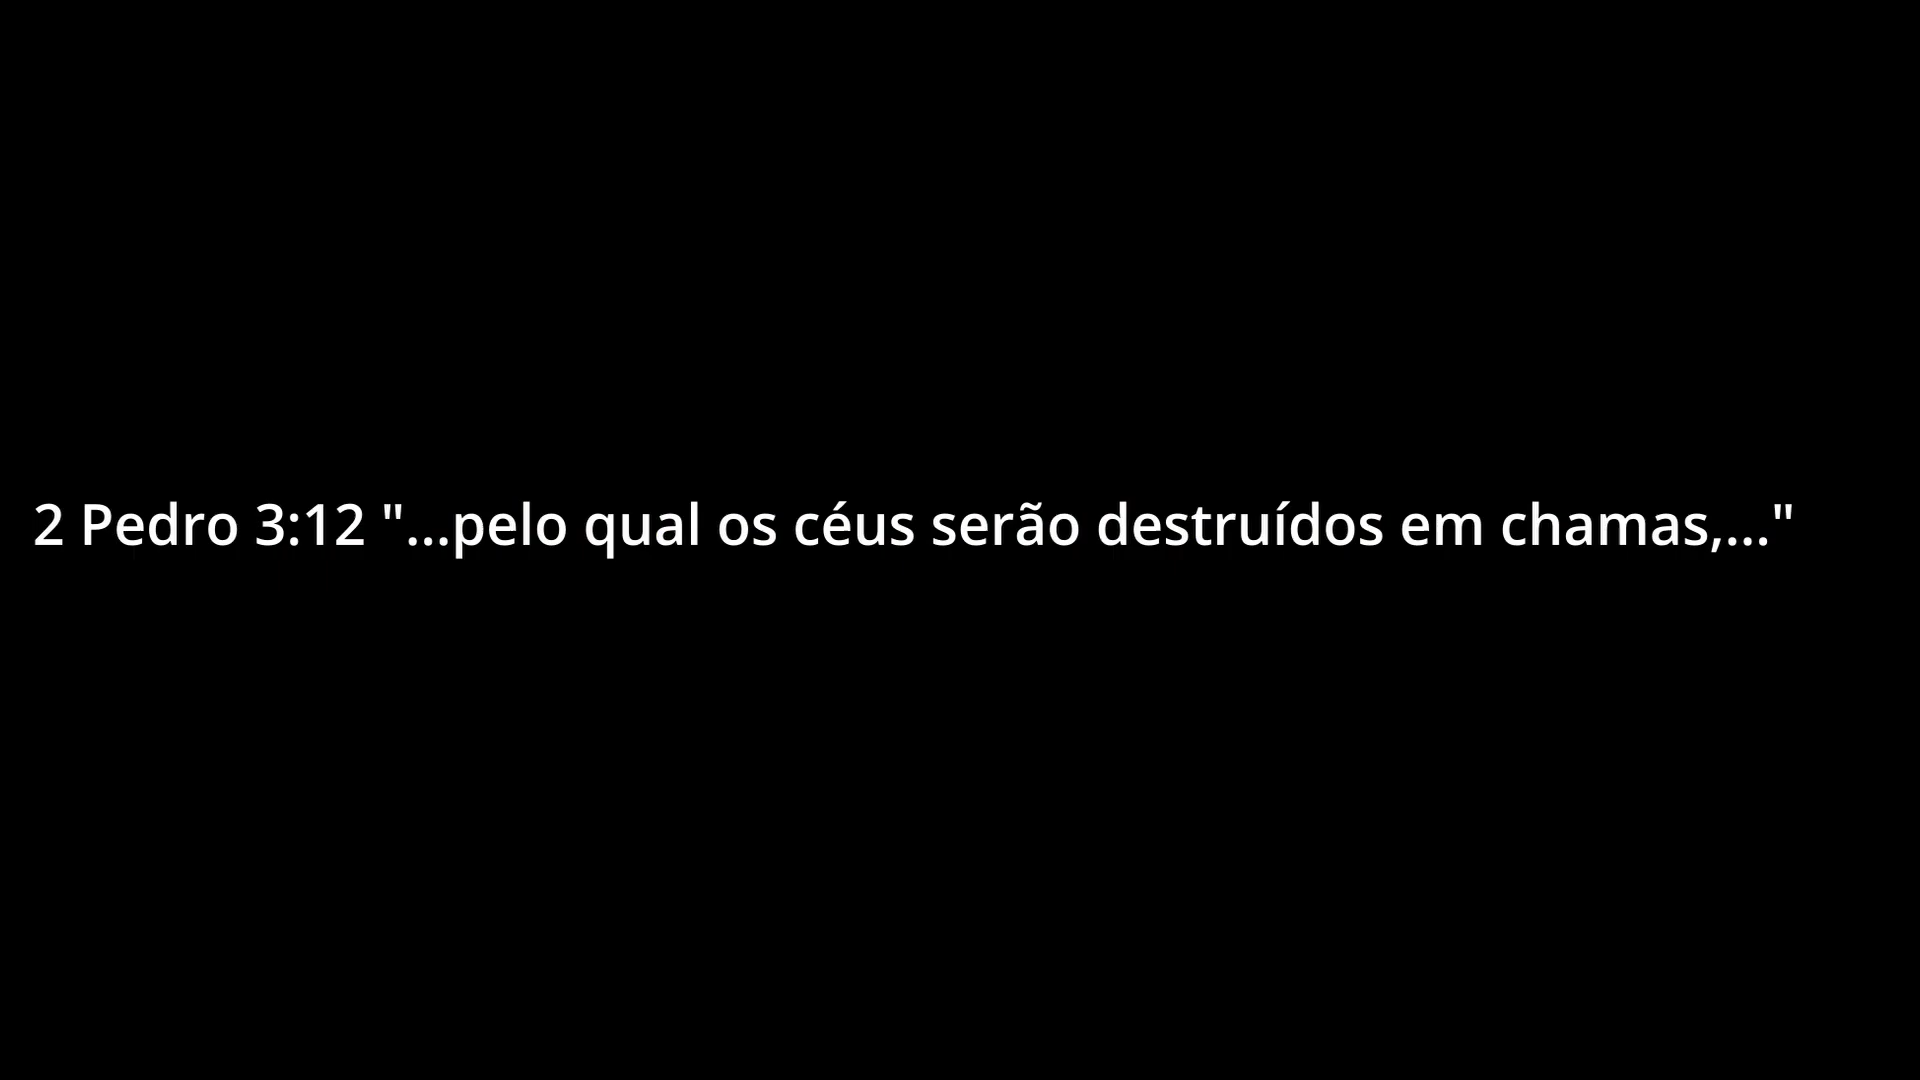 2 Pedro 3:12 "...pelo qual os céus serão destruídos em chamas,..."